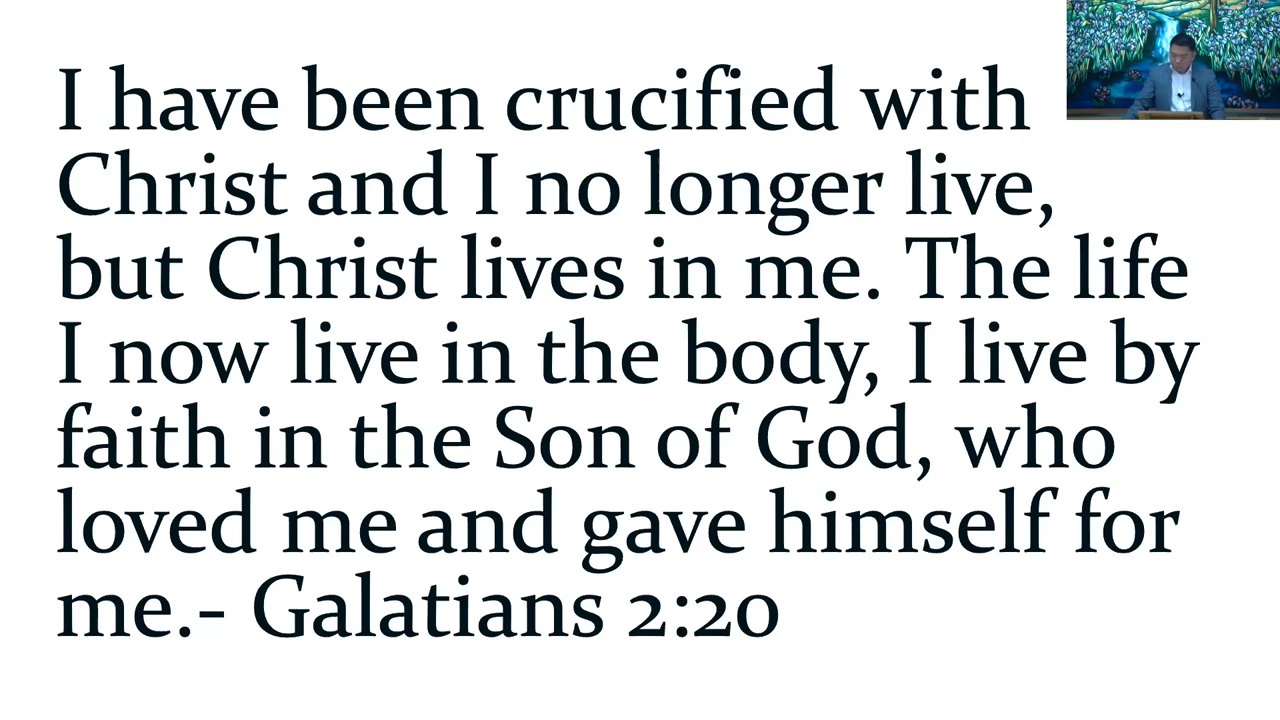 I have been crucified with
Christ and I no longer live,
but Christ lives in me. The life
I now live in the body, I live by
faith in the Son of God, who
loved me and gave himself for
me.- Galatians 2:20